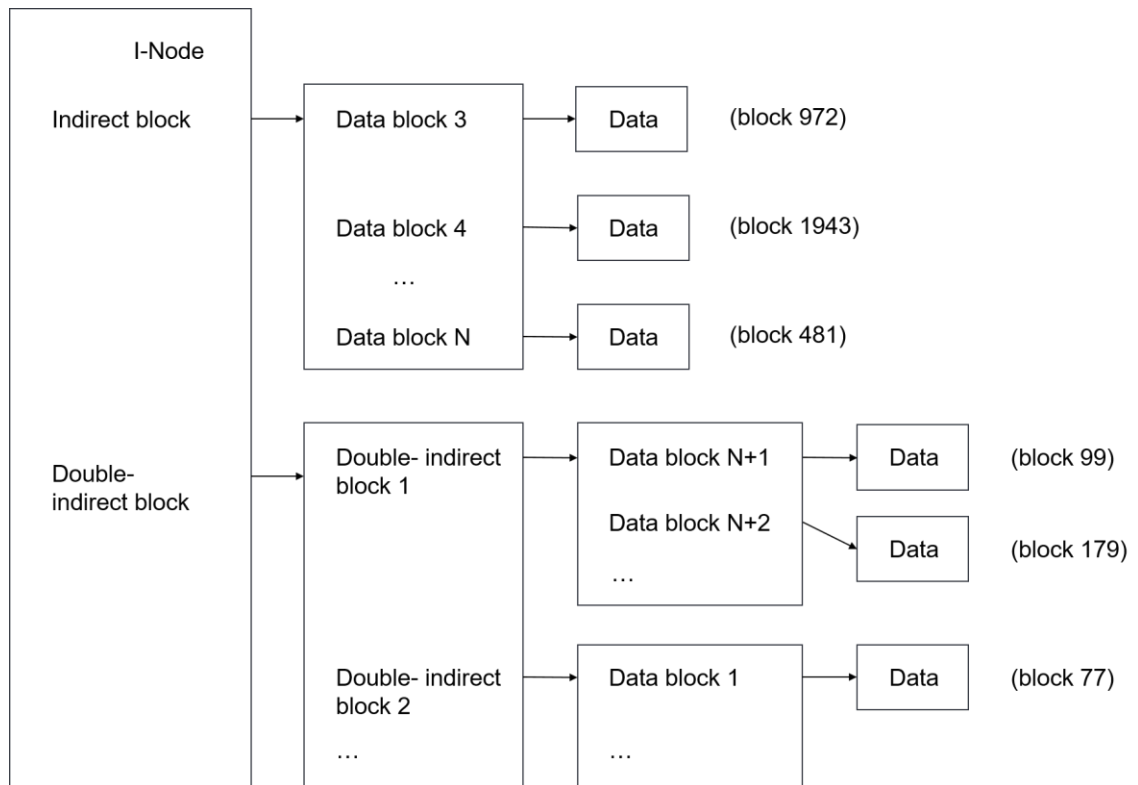 I-Node
Indirect block
Data block 3
Data
(block 972)
Data block 4
Data
(block 1943)
…
Data block N
Data
(block 481)
Double-
indirect block
Double- indirect
block 1
Data block N+1
Data
(block 99)
Data block N+2
Data
(block 179)
…
Double- indirect
block 2
Data block 1
Data
(block 77)
…
…